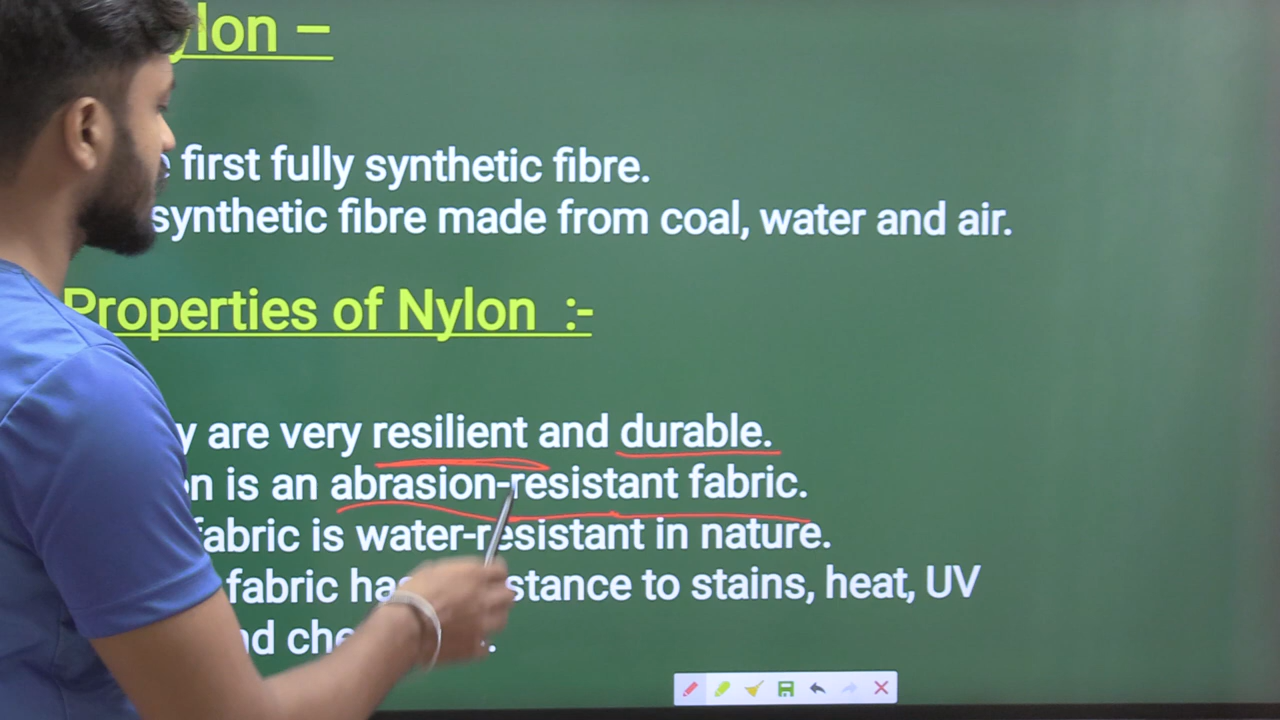 ylon –
first fully synthetic fibre.
synthetic fibre made from coal, water and air.
Properties of Nylon :-
y are very resilient and durable.
n is an abrasion-resistant fabric.
fabric is water-resistant in nature.
fabric ha stance to stains, heat, UV
nd che .